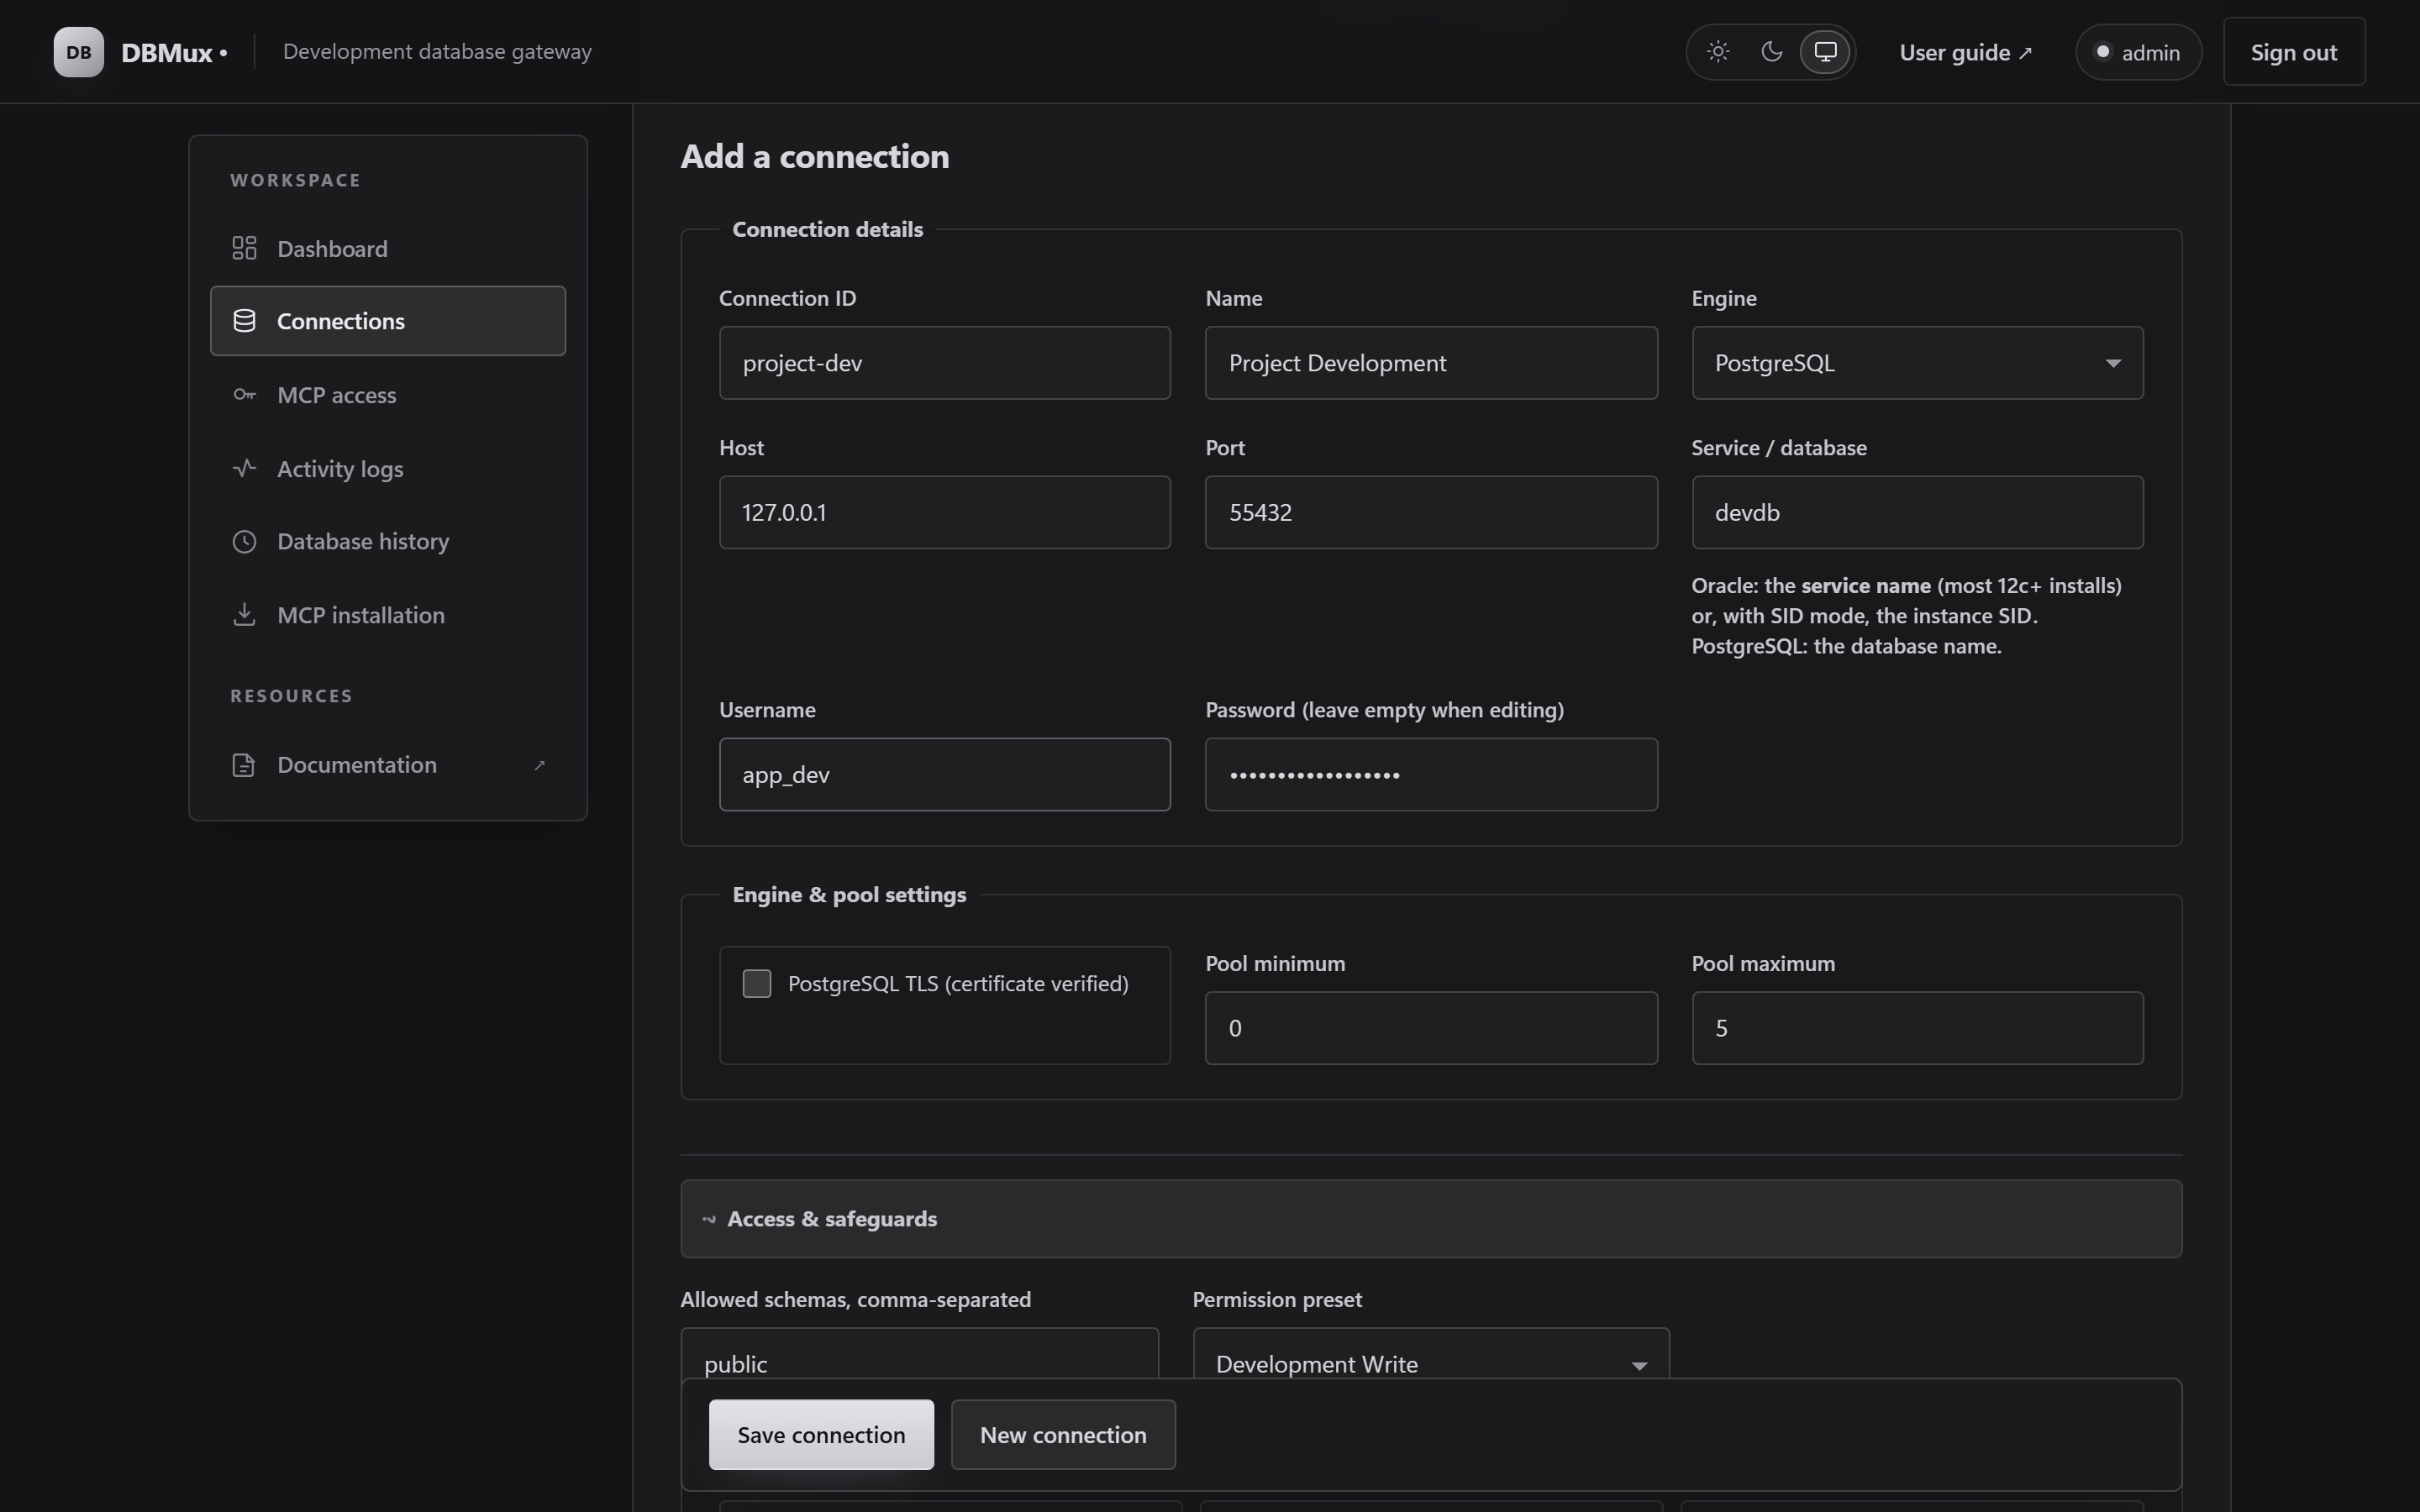 DB DBMux • Development database gateway User guide ↗ admin Sign out
WORKSPACE
Dashboard
Connections
MCP access
Activity logs
Database history
MCP installation
RESOURCES
Documentation ↗
Add a connection
Connection details
Connection ID Name Engine
project-dev Project Development PostgreSQL
Host Port Service / database
127.0.0.1 55432 devdb
Oracle: the service name (most 12c+ installs)
or, with SID mode, the instance SID.
PostgreSQL: the database name.
Username Password (leave empty when editing)
app_dev ••••••••••••••••••
Engine & pool settings
PostgreSQL TLS (certificate verified) Pool minimum Pool maximum
0 5
Access & safeguards
Allowed schemas, comma-separated Permission preset
public Development Write
Save connection New connection